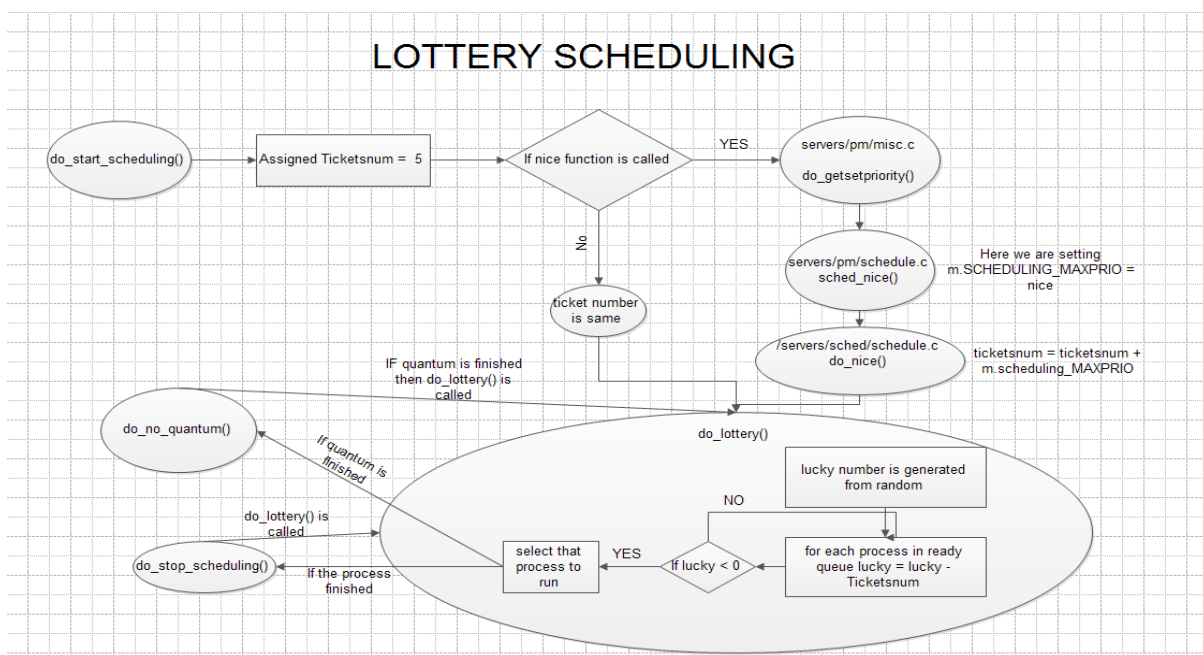 LOTTERY SCHEDULING
do_start_scheduling()
Assigned Ticketsnum =  5
If nice function is called
YES
servers/pm/misc.c
do_getsetpriority()
No
servers/pm/schedule.c
sched_nice()
Here we are setting
m.SCHEDULING_MAXPRIO =
nice
ticket number
is same
/servers/sched/schedule.c
do_nice()
ticketsnum = ticketsnum +
m.scheduling_MAXPRIO
IF quantum is finished
then do_lottery() is
called
do_no_quantum()
If quantum is
finished
do_lottery()
lucky number is generated
from random
NO
for each process in ready
queue lucky = lucky -
Ticketsnum
If lucky < 0
YES
select that
process to
run
do_lottery() is
called
do_stop_scheduling()
If the process
finished